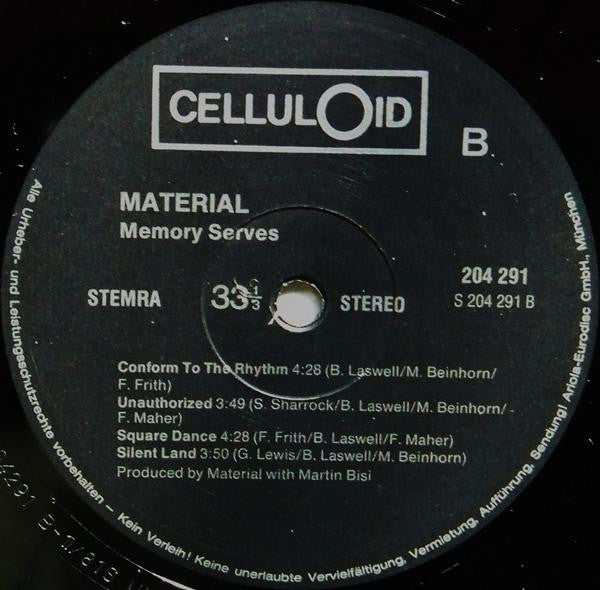 CELLULOID
B
MATERIAL
Memory Serves
STEMRA
33 1/3
STEREO
204 291
S 204 291 B
Conform To The Rhythm 4:28 (B. Laswell/M. Beinhorn/
F. Frith)
Unauthorized 3:49 (S. Sharrock/B. Laswell/M. Beinhorn/-
F. Maher)
Square Dance 4:28 (F. Frith/B. Laswell/F. Maher)
Silent Land 3:50 (G. Lewis/B. Laswell/M. Beinhorn)
Produced by Material with Martin Bisi
Alle Urheber- und Leistungsschutzrechte vorbehalten – Kein Verleih! Keine unerlaubte Vervielfältigung, Vermietung, Aufführung, Sendung! Ariola-Eurodisc GmbH., München